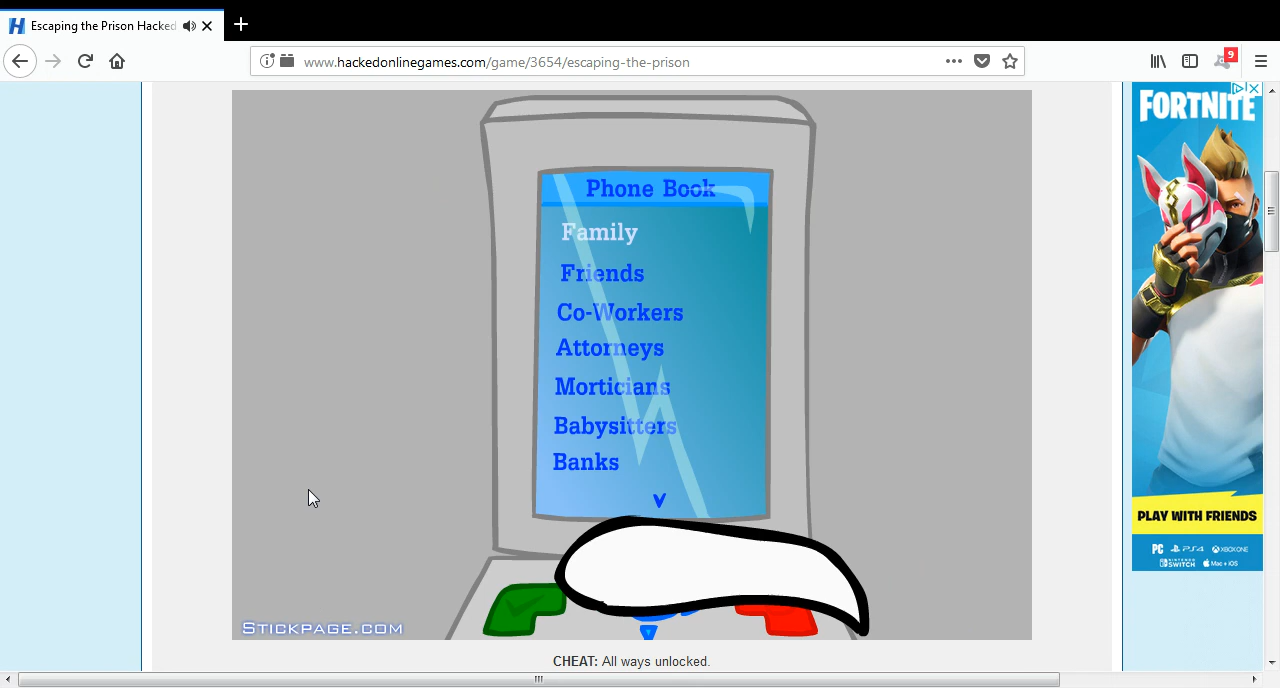 Escaping the Prison Hacked
www.hackedonlinegames.com/game/3654/escaping-the-prison
9
FORTNITE
Phone Book
Family
Friends
Co-Workers
Attorneys
Morticians
Babysitters
Banks
PLAY WITH FRIENDS
PC PS4 XBOX ONE
NINTENDO SWITCH Mac + iOS
STICKPAGE.COM
CHEAT: All ways unlocked.